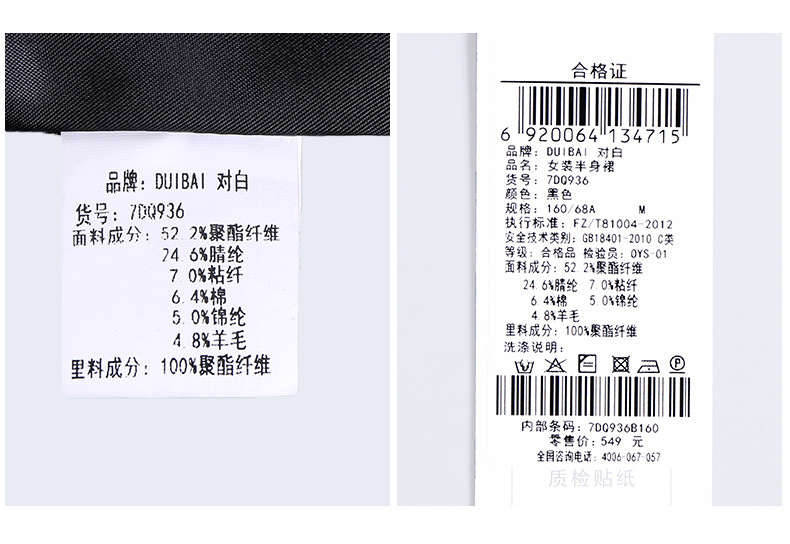 品牌: DUIBAI 对白
货号: 7DQ936
面料成分: 52.2%聚酯纤维
24.6%腈纶
7.0%粘纤
6.4%棉
5.0%锦纶
4.8%羊毛
里料成分: 100%聚酯纤维
合格证
6 920064 134715
品牌: DUIBAI 对白
品名: 女装半身裙
货号: 7DQ936
颜色: 黑色
规格: 160/68A M
执行标准: FZ/T81004-2012
安全技术类别: GB18401-2010 C类
等级: 合格品 检验员: OYS-01
面料成分: 52.2%聚酯纤维
24.6%腈纶 7.0%粘纤
6.4%棉 5.0%锦纶
4.8%羊毛
里料成分: 100%聚酯纤维
洗涤说明:
内部条码: 7DQ936B160
零售价: 549 元
全国咨询电话: 4006-067-057
质检贴纸